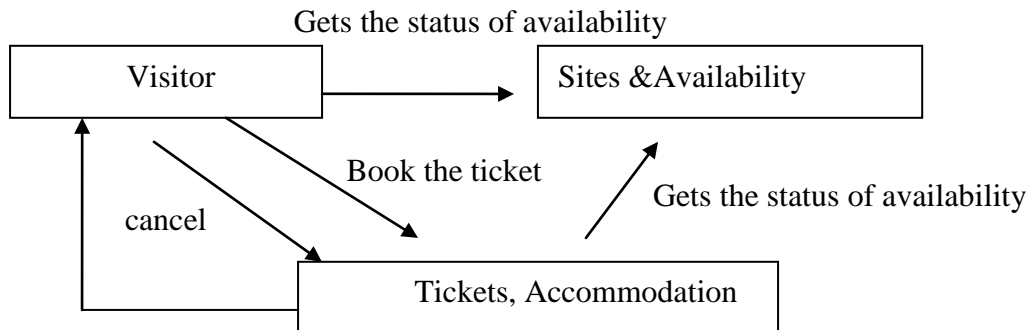 Gets the status of availability
Visitor
Sites &Availability
Book the ticket
Gets the status of availability
cancel
Tickets, Accommodation